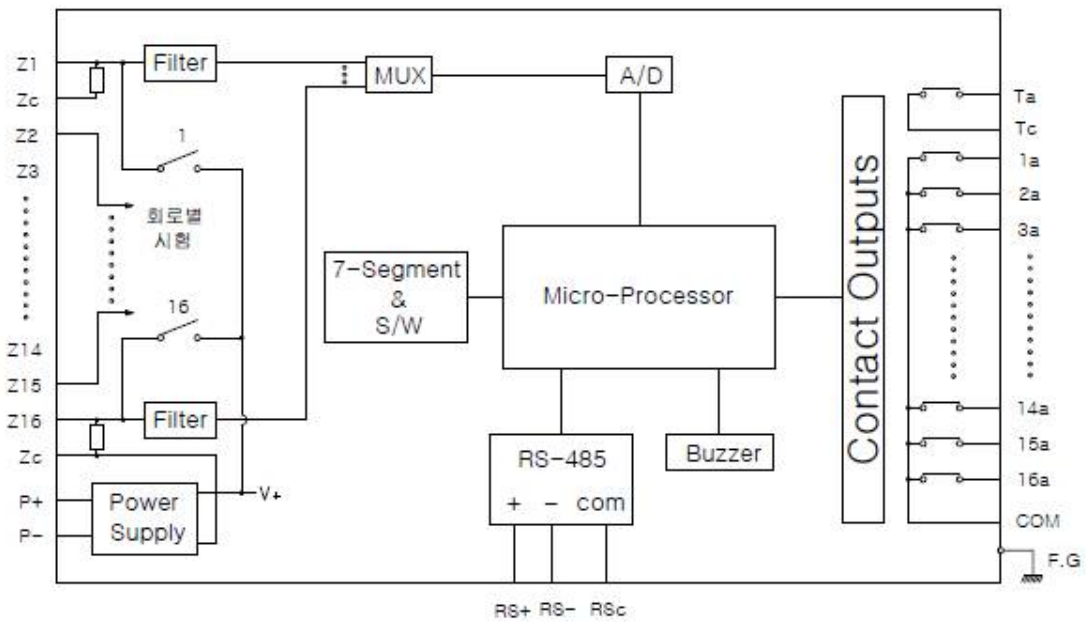 Z1
Zc
Z2
Z3
Z14
Z15
Z16
Zc
P+
P-
Filter
1
회로별
시험
16
Filter
Power
Supply
V+
MUX
A/D
7-Segment
&
S/W
Micro-Processor
RS-485
+ - com
Buzzer
RS+ RS- RSc
Contact Outputs
Ta
Tc
1a
2a
3a
14a
15a
16a
COM
F.G